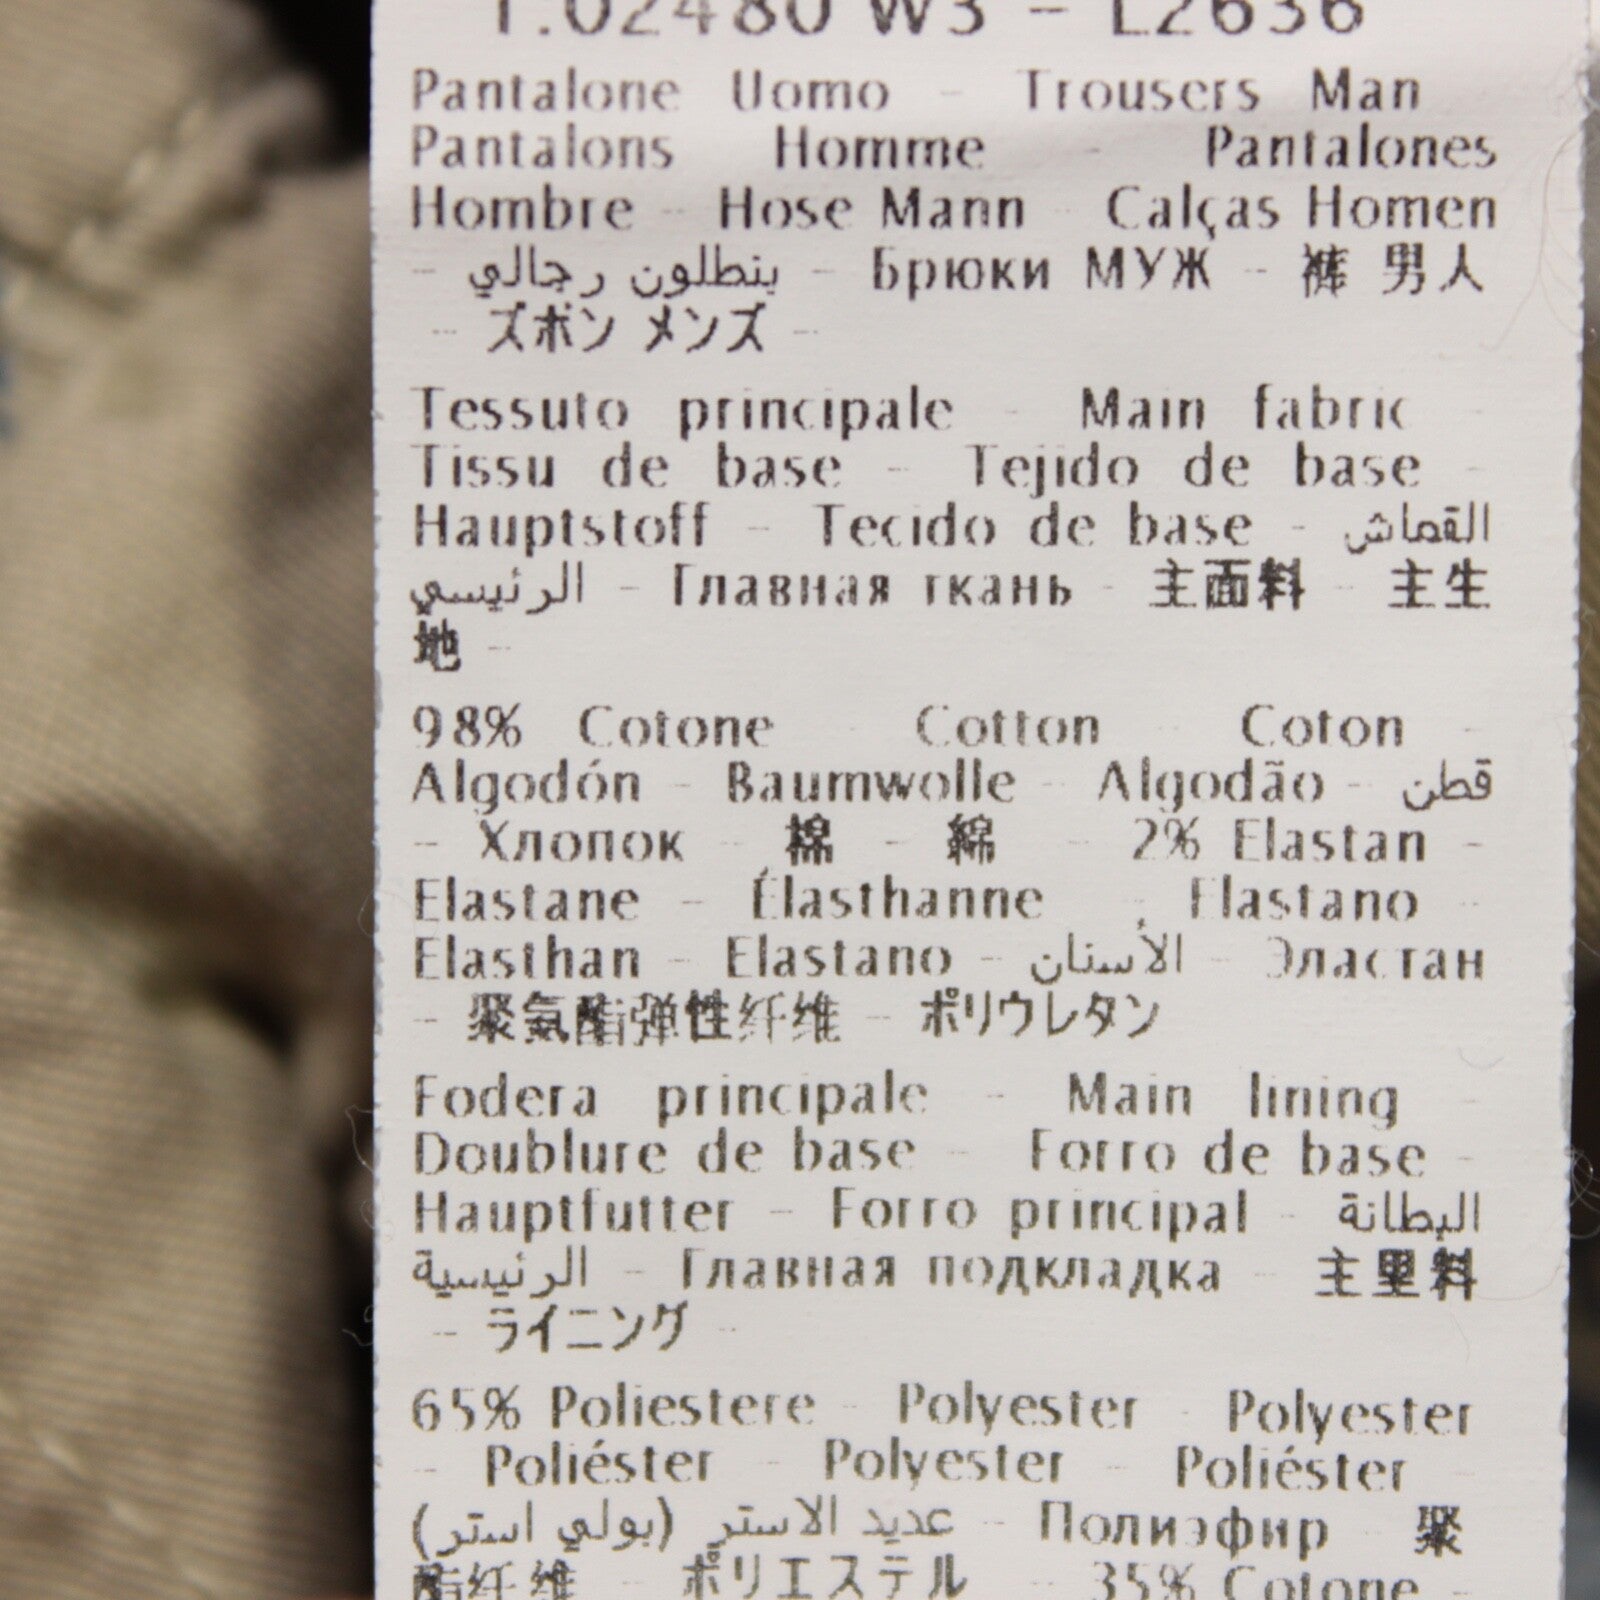 T.02480 W3 - L2636
Pantalone Uomo - Trousers Man
Pantalons Homme - Pantalones
Hombre - Hose Mann - Calças Homen
- بنطلون رجالي - Брюки МУЖ - 裤 男人
- ズボン メンズ -
Tessuto principale - Main fabric -
Tissu de base - Tejido de base -
Hauptstoff - Tecido de base - القماش
الرئيسي - Главная ткань - 主面料 - 主生
地 -
98% Cotone - Cotton - Coton -
Algodón - Baumwolle - Algodão - قطن
- Хлопок - 棉 - 綿 - 2% Elastan -
Elastane - Élasthanne - Elastano -
Elasthan - Elastano - الأستان - Эластан
- 聚氨酯弹性纤维 - ポリウレタン
Fodera principale - Main lining -
Doublure de base - Forro de base -
Hauptfutter - Forro principal - البطانة
الرئيسية - Главная подкладка - 主里料
- ライニング -
65% Poliestere - Polyester - Polyester
- Poliéster - Polyester - Poliéster -
عديد الاستر (بولي استر) - Полиэфир - 聚
酯纤维 - ポリエステル - 35% Cotone -